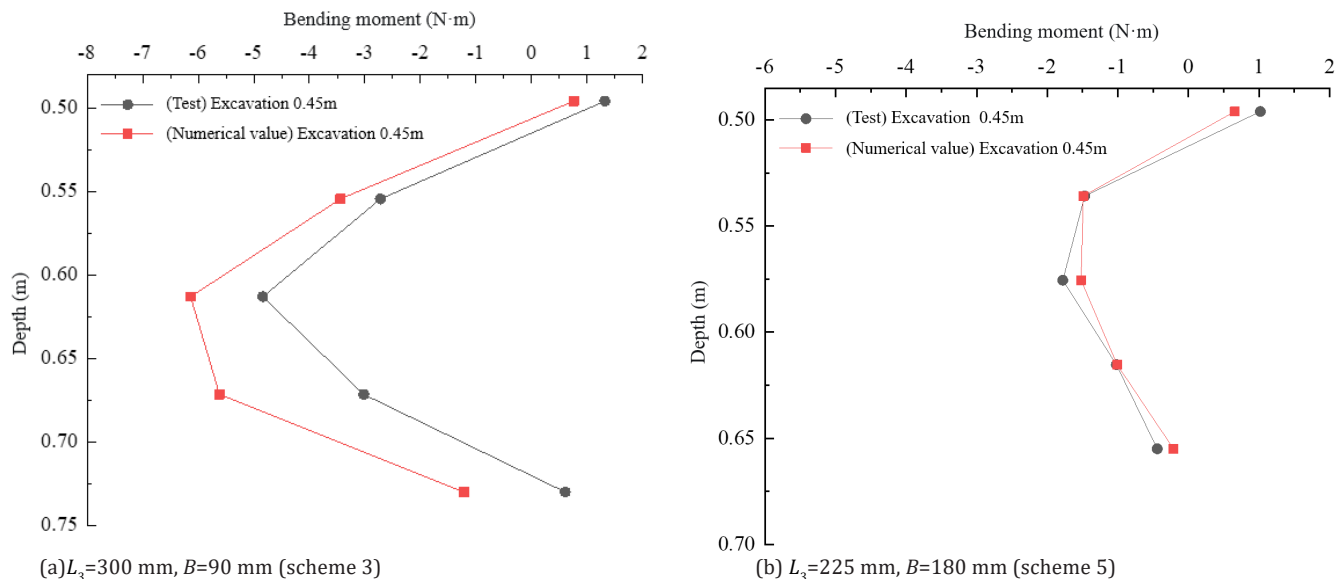 Bending moment (N·m)
-8 -7 -6 -5 -4 -3 -2 -1 0 1 2
0.50
0.55
0.60
0.65
0.70
0.75
Depth (m)
(Test) Excavation 0.45m
(Numerical value) Excavation 0.45m
(a)L₃=300 mm, B=90 mm (scheme 3)
Bending moment (N·m)
-6 -5 -4 -3 -2 -1 0 1 2
0.50
0.55
0.60
0.65
0.70
Depth (m)
(Test) Excavation 0.45m
(Numerical value) Excavation 0.45m
(b) L₃=225 mm, B=180 mm (scheme 5)